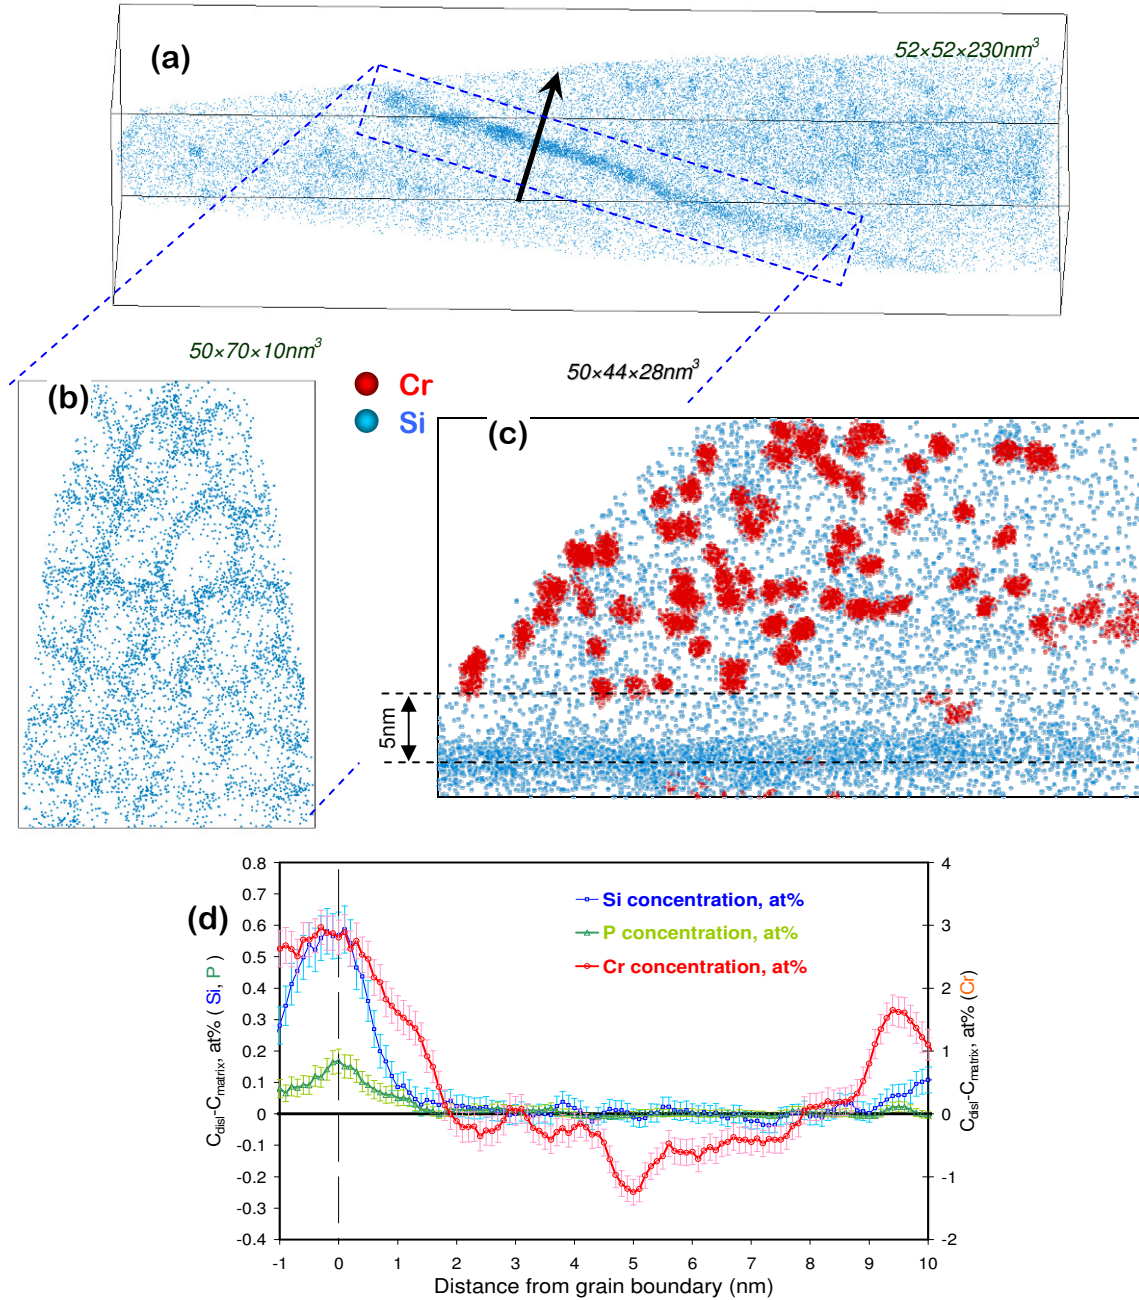 (a)
52×52×230nm³
50×70×10nm³
50×44×28nm³
(b)
Cr
Si
(c)
5nm
(d)
0.8
0.7
0.6
0.5
0.4
0.3
0.2
0.1
0
-0.1
-0.2
-0.3
-0.4
C_disl-C_matrix, at% (Si, P)
Si concentration, at%
P concentration, at%
Cr concentration, at%
4
3
2
1
0
-1
-2
C_disl-C_matrix, at% (Cr)
-1 0 1 2 3 4 5 6 7 8 9 10
Distance from grain boundary (nm)